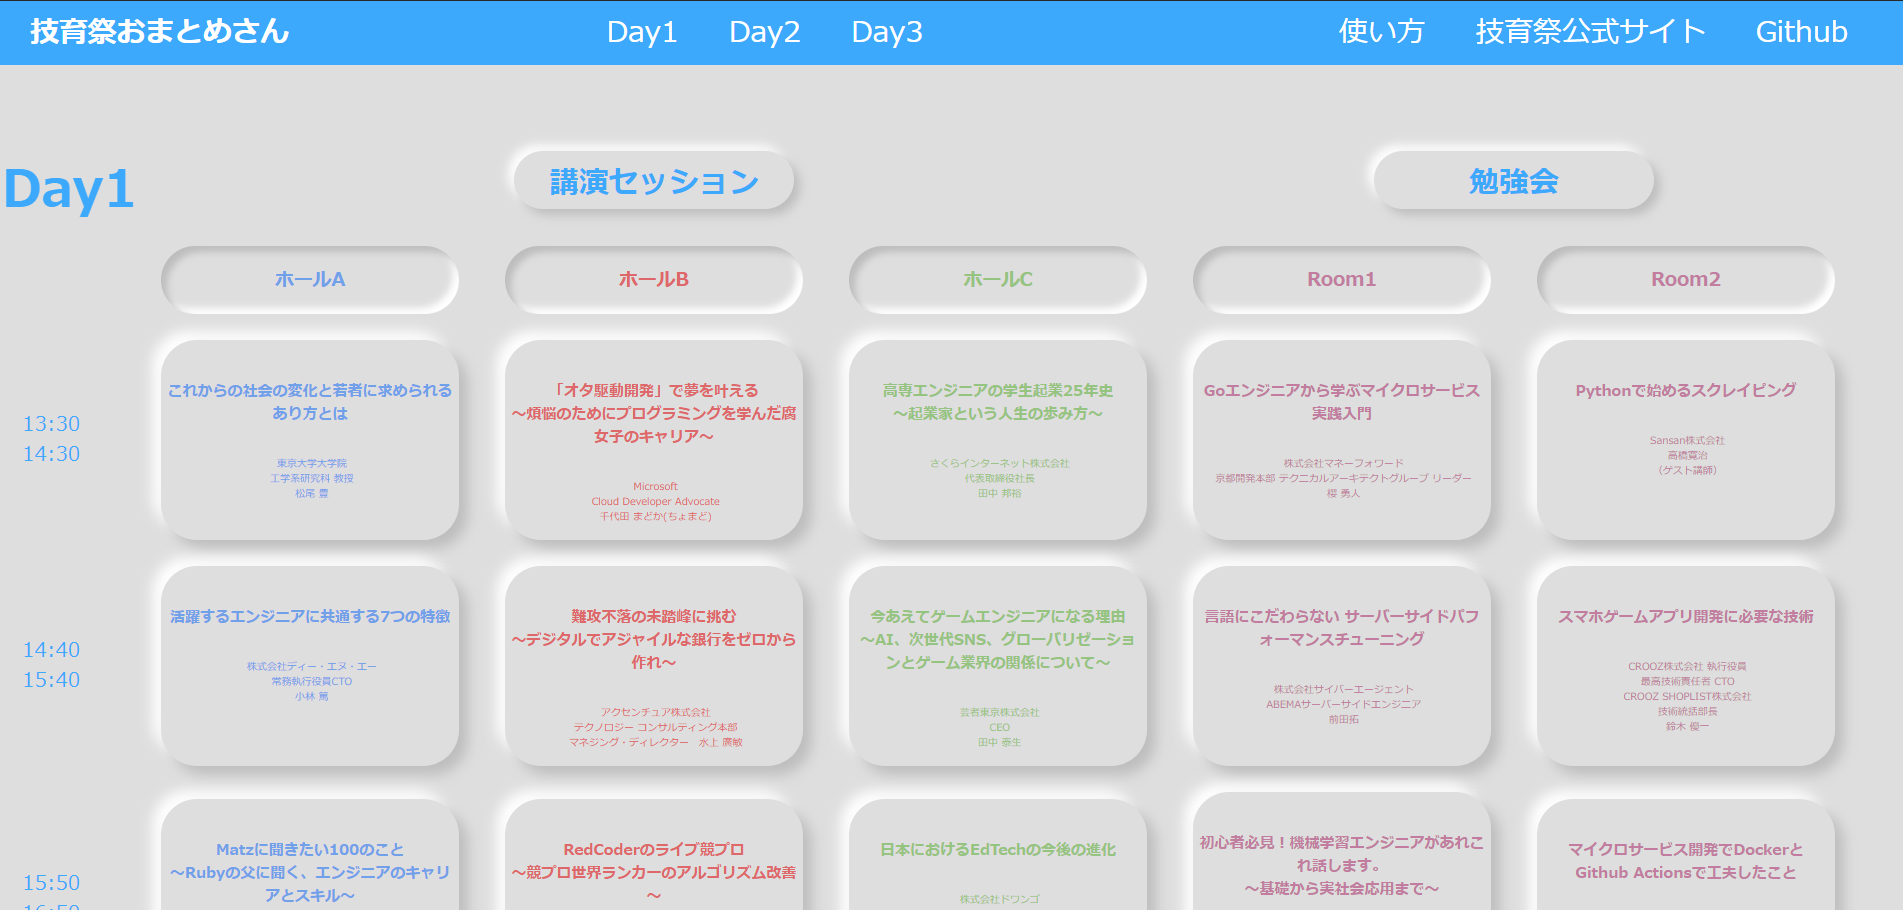 技育祭おまとめさん
Day1
Day2
Day3
使い方
技育祭公式サイト
Github
Day1
講演セッション
勉強会
ホールA
ホールB
ホールC
Room1
Room2
13:30
14:30
これからの社会の変化と若者に求められる
あり方とは
東京大学大学院
工学系研究科 教授
松尾 豊
「オタ駆動開発」で夢を叶える
～煩悩のためにプログラミングを学んだ腐
女子のキャリア～
Microsoft
Cloud Developer Advocate
千代田 まどか(ちょまど)
高専エンジニアの学生起業25年史
～起業家という人生の歩み方～
さくらインターネット株式会社
代表取締役社長
田中 邦裕
Goエンジニアから学ぶマイクロサービス
実践入門
株式会社マネーフォワード
京都開発本部 テクニカルアーキテクトグループ リーダー
櫻 勇人
Pythonで始めるスクレイピング
Sansan株式会社
高橋寛治
（ゲスト講師）
14:40
15:40
活躍するエンジニアに共通する7つの特徴
株式会社ディー・エヌ・エー
常務執行役員CTO
小林 篤
難攻不落の未踏峰に挑む
～デジタルでアジャイルな銀行をゼロから
作れ～
アクセンチュア株式会社
テクノロジー コンサルティング本部
マネジング・ディレクター　水上 廣敏
今あえてゲームエンジニアになる理由
～AI、次世代SNS、グローバリゼーショ
ンとゲーム業界の関係について～
芸者東京株式会社
CEO
田中 泰生
言語にこだわらない サーバーサイドパフ
ォーマンスチューニング
株式会社サイバーエージェント
ABEMAサーバーサイドエンジニア
前田拓
スマホゲームアプリ開発に必要な技術
CROOZ株式会社 執行役員
最高技術責任者 CTO
CROOZ SHOPLIST株式会社
技術統括部長
鈴木 優一
15:50
16:50
Matzに聞きたい100のこと
～Rubyの父に聞く、エンジニアのキャリ
アとスキル～
RedCoderのライブ競プロ
～競プロ世界ランカーのアルゴリズム改善
～
日本におけるEdTechの今後の進化
株式会社ドワンゴ
初心者必見！機械学習エンジニアがあれこ
れ話します。
～基礎から実社会応用まで～
マイクロサービス開発でDockerと
Github Actionsで工夫したこと